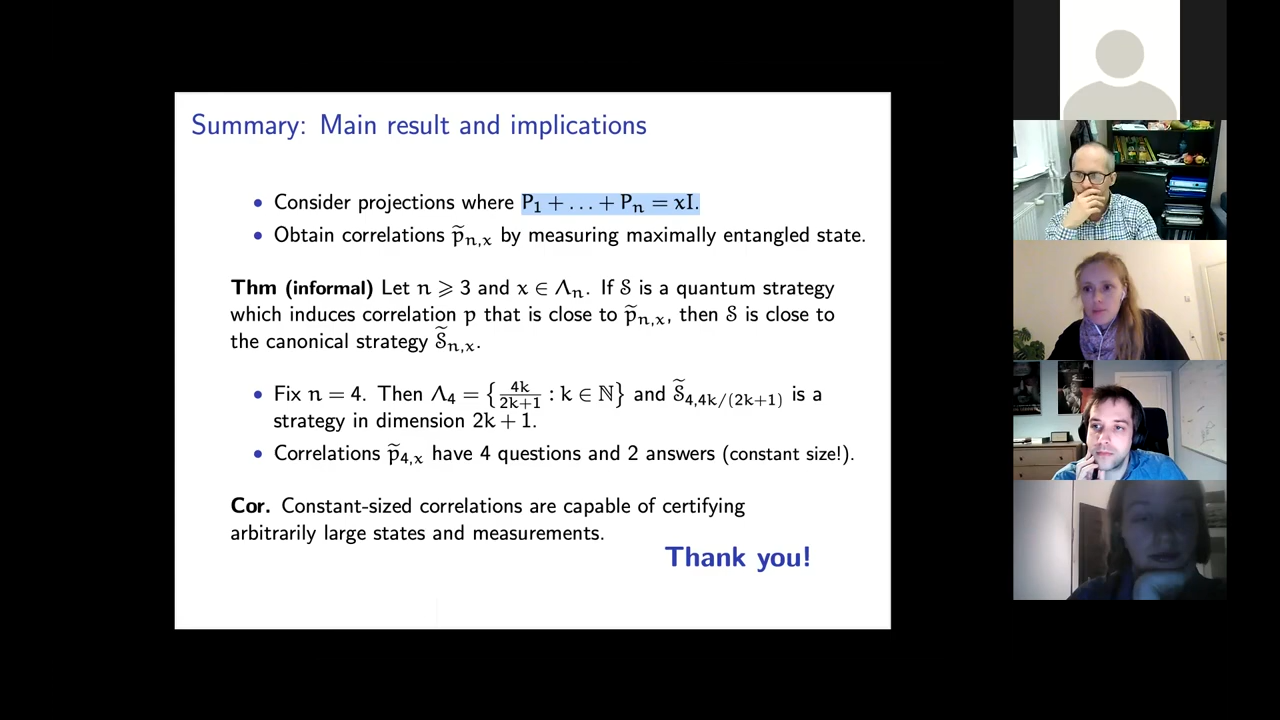 Summary: Main result and implications
• Consider projections where P₁ + … + Pₙ = xI.
• Obtain correlations p̃ₙ,ₓ by measuring maximally entangled state.
Thm (informal) Let n ⩾ 3 and x ∈ Λₙ. If 𝒮 is a quantum strategy
which induces correlation p that is close to p̃ₙ,ₓ, then 𝒮 is close to
the canonical strategy 𝒮̃ₙ,ₓ.
• Fix n = 4. Then Λ₄ = {4k/2k+1 : k ∈ ℕ} and 𝒮̃₄,₄ₖ/₍₂ₖ₊₁₎ is a
strategy in dimension 2k + 1.
• Correlations p̃₄,ₓ have 4 questions and 2 answers (constant size!).
Cor. Constant-sized correlations are capable of certifying
arbitrarily large states and measurements.
Thank you!